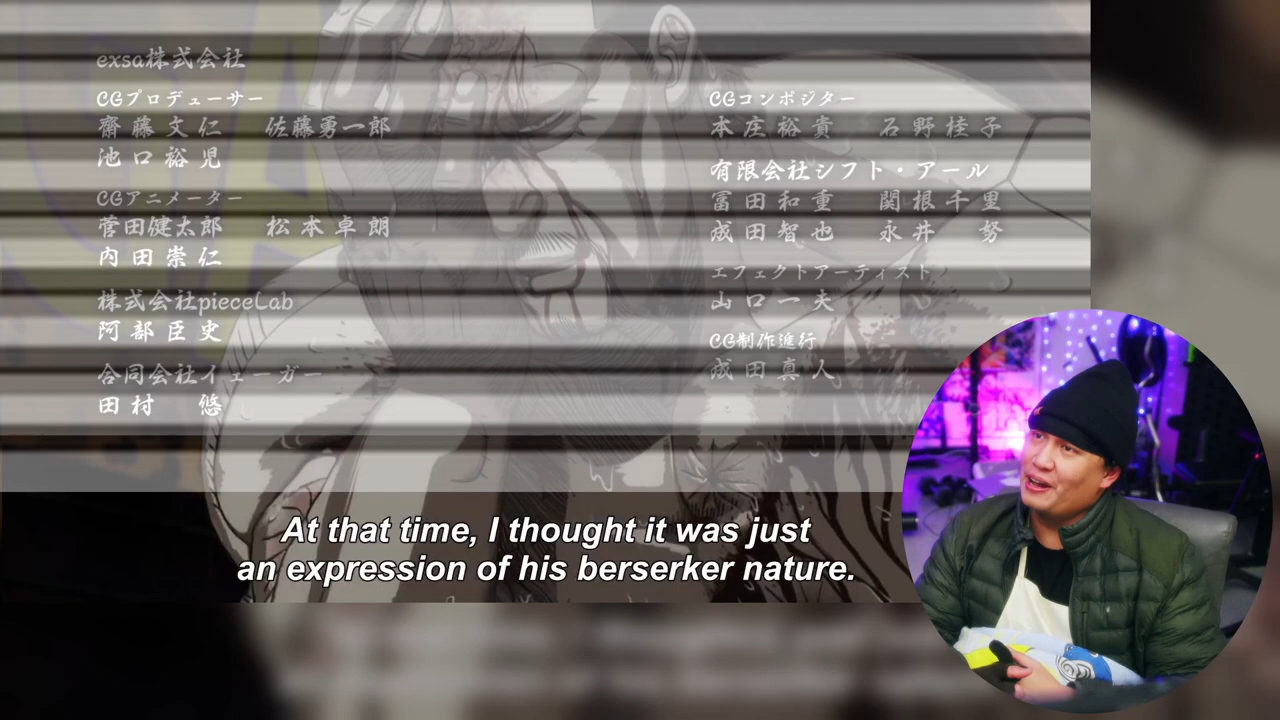 exsa株式会社
CGプロデューサー
齋藤文仁 佐藤勇一郎
池口裕児
CGアニメーター
菅田健太郎 松本卓朗
内田崇仁
株式会社pieceLab
阿部臣史
合同会社イェーガー
田村 悠
CGコンポジター
本庄裕貴 石野桂子
有限会社シフト・アール
冨田和重 関根千里
成田智也 永井 努
エフェクトアーティスト
山口一夫
CG制作進行
成田真人
At that time, I thought it was just
an expression of his berserker nature.